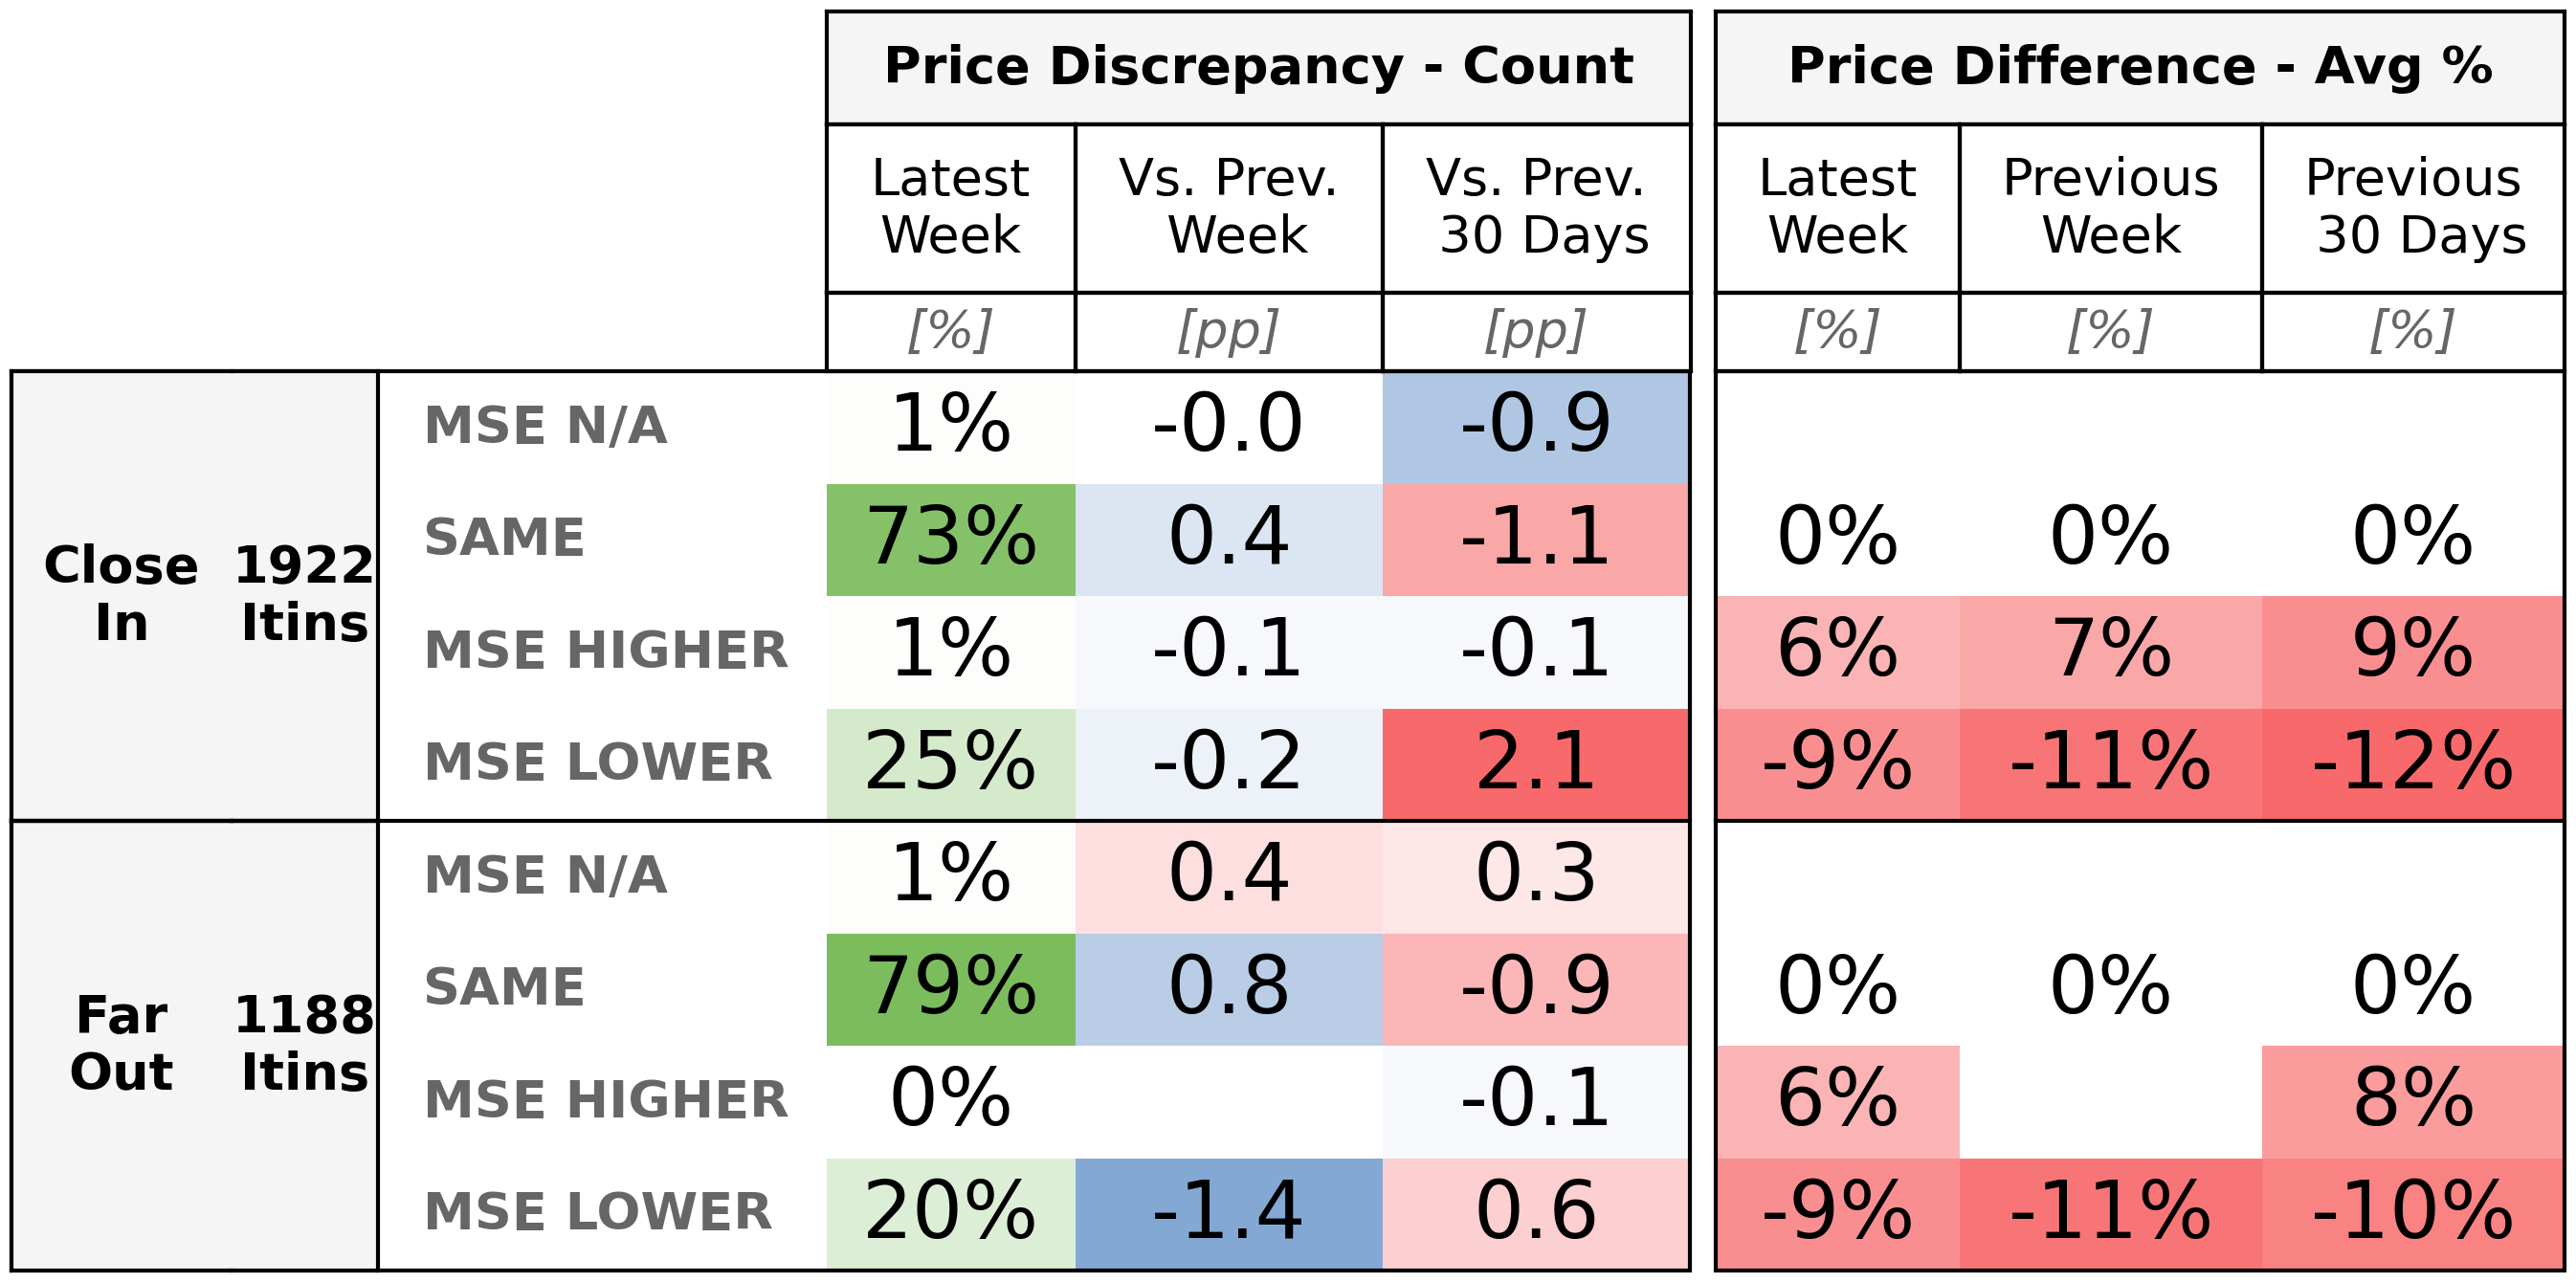 Price Discrepancy - Count Price Difference - Avg %
Latest Week Vs. Prev. Week Vs. Prev. 30 Days Latest Week Previous Week Previous 30 Days
[%] [pp] [pp] [%] [%] [%]
Close In 1922 Itins
MSE N/A 1% -0.0 -0.9
SAME 73% 0.4 -1.1 0% 0% 0%
MSE HIGHER 1% -0.1 -0.1 6% 7% 9%
MSE LOWER 25% -0.2 2.1 -9% -11% -12%
Far Out 1188 Itins
MSE N/A 1% 0.4 0.3
SAME 79% 0.8 -0.9 0% 0% 0%
MSE HIGHER 0% -0.1 6% 8%
MSE LOWER 20% -1.4 0.6 -9% -11% -10%